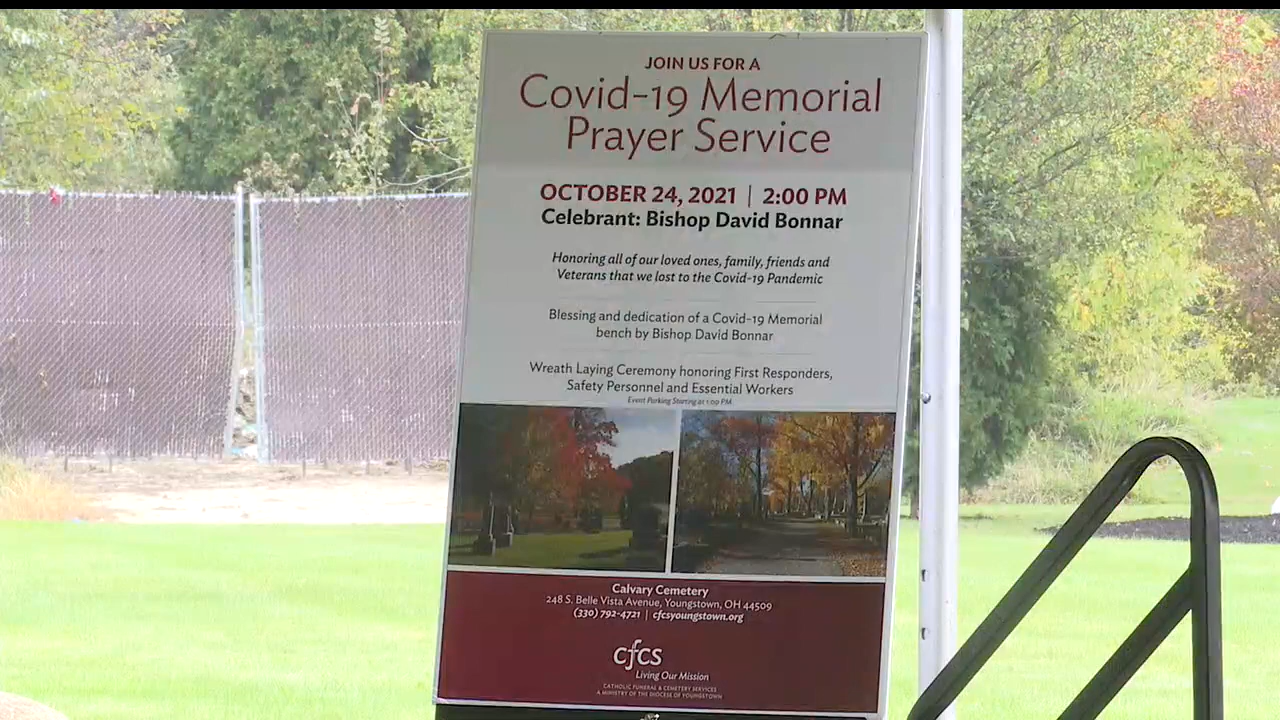 JOIN US FOR A
Covid-19 Memorial
Prayer Service
OCTOBER 24, 2021 | 2:00 PM
Celebrant: Bishop David Bonnar
Honoring all of our loved ones, family, friends and
Veterans that we lost to the Covid-19 Pandemic
Blessing and dedication of a Covid-19 Memorial
bench by Bishop David Bonnar
Wreath Laying Ceremony honoring First Responders,
Safety Personnel and Essential Workers
Event Parking Starting at 1:00 PM
Calvary Cemetery
248 S. Belle Vista Avenue, Youngstown, OH 44509
(330) 792-4721 | cfcsyoungstown.org
cfcs
Living Our Mission
CATHOLIC FUNERAL & CEMETERY SERVICES
A MINISTRY OF THE DIOCESE OF YOUNGSTOWN